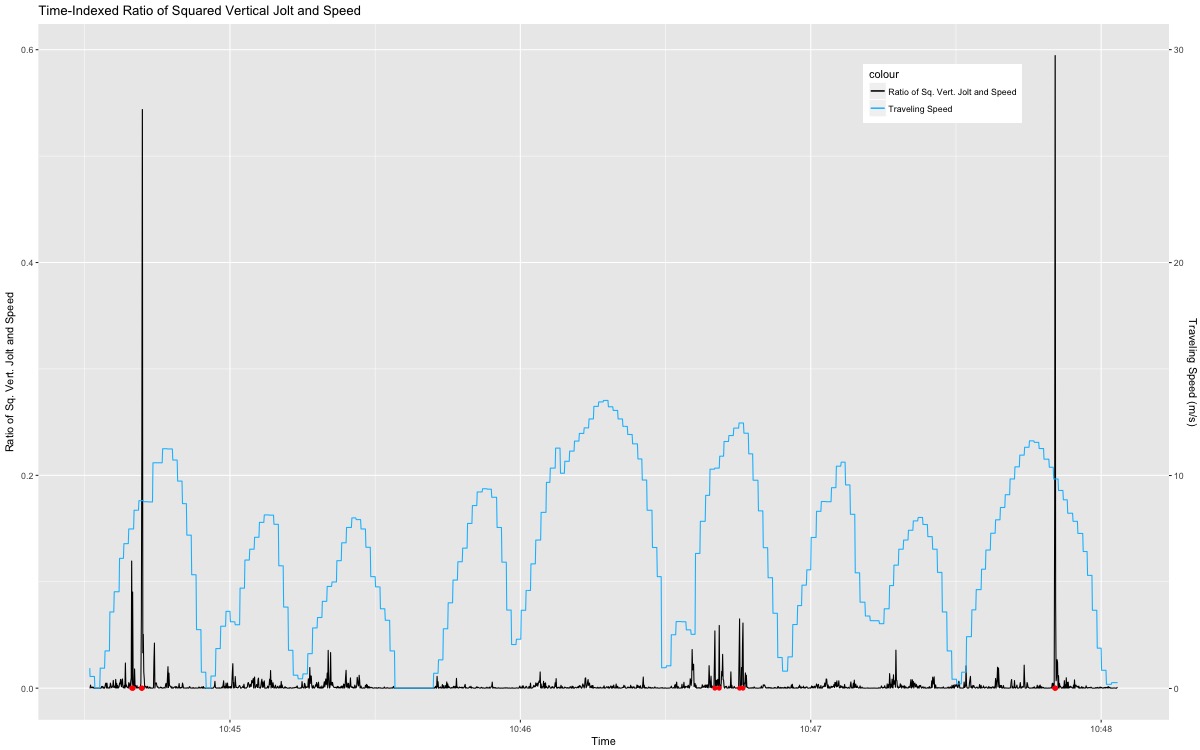 Time-Indexed Ratio of Squared Vertical Jolt and Speed
0.6
0.4
0.2
0.0
Ratio of Sq. Vert. Jolt and Speed
colour
Ratio of Sq. Vert. Jolt and Speed
Traveling Speed
30
20
10
0
Traveling Speed (m/s)
10:45
10:46
10:47
10:48
Time